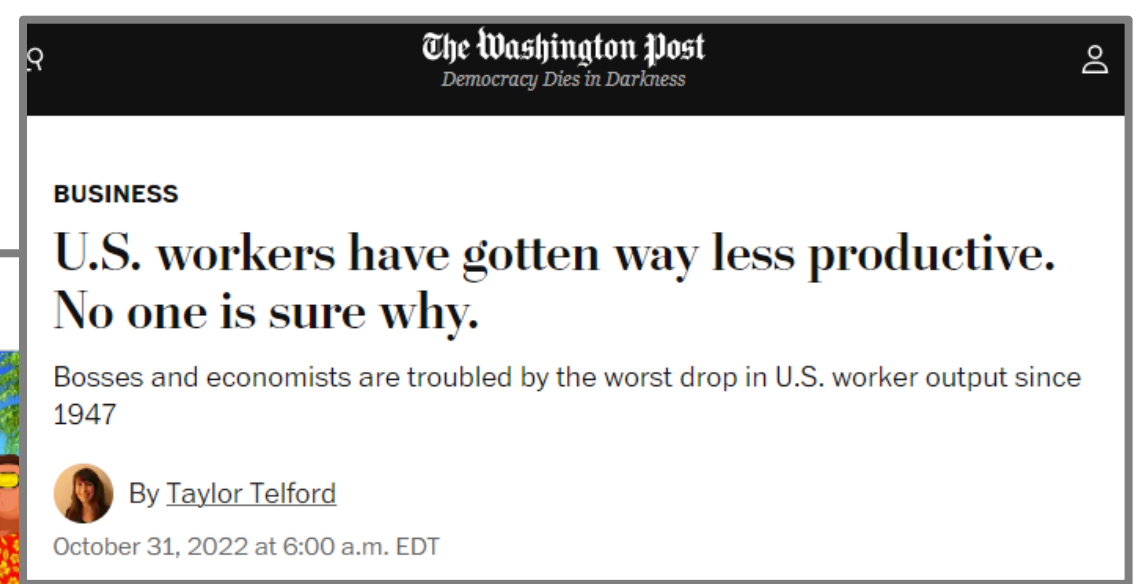 The Washington Post
Democracy Dies in Darkness
BUSINESS
U.S. workers have gotten way less productive.
No one is sure why.
Bosses and economists are troubled by the worst drop in U.S. worker output since
1947
By Taylor Telford
October 31, 2022 at 6:00 a.m. EDT